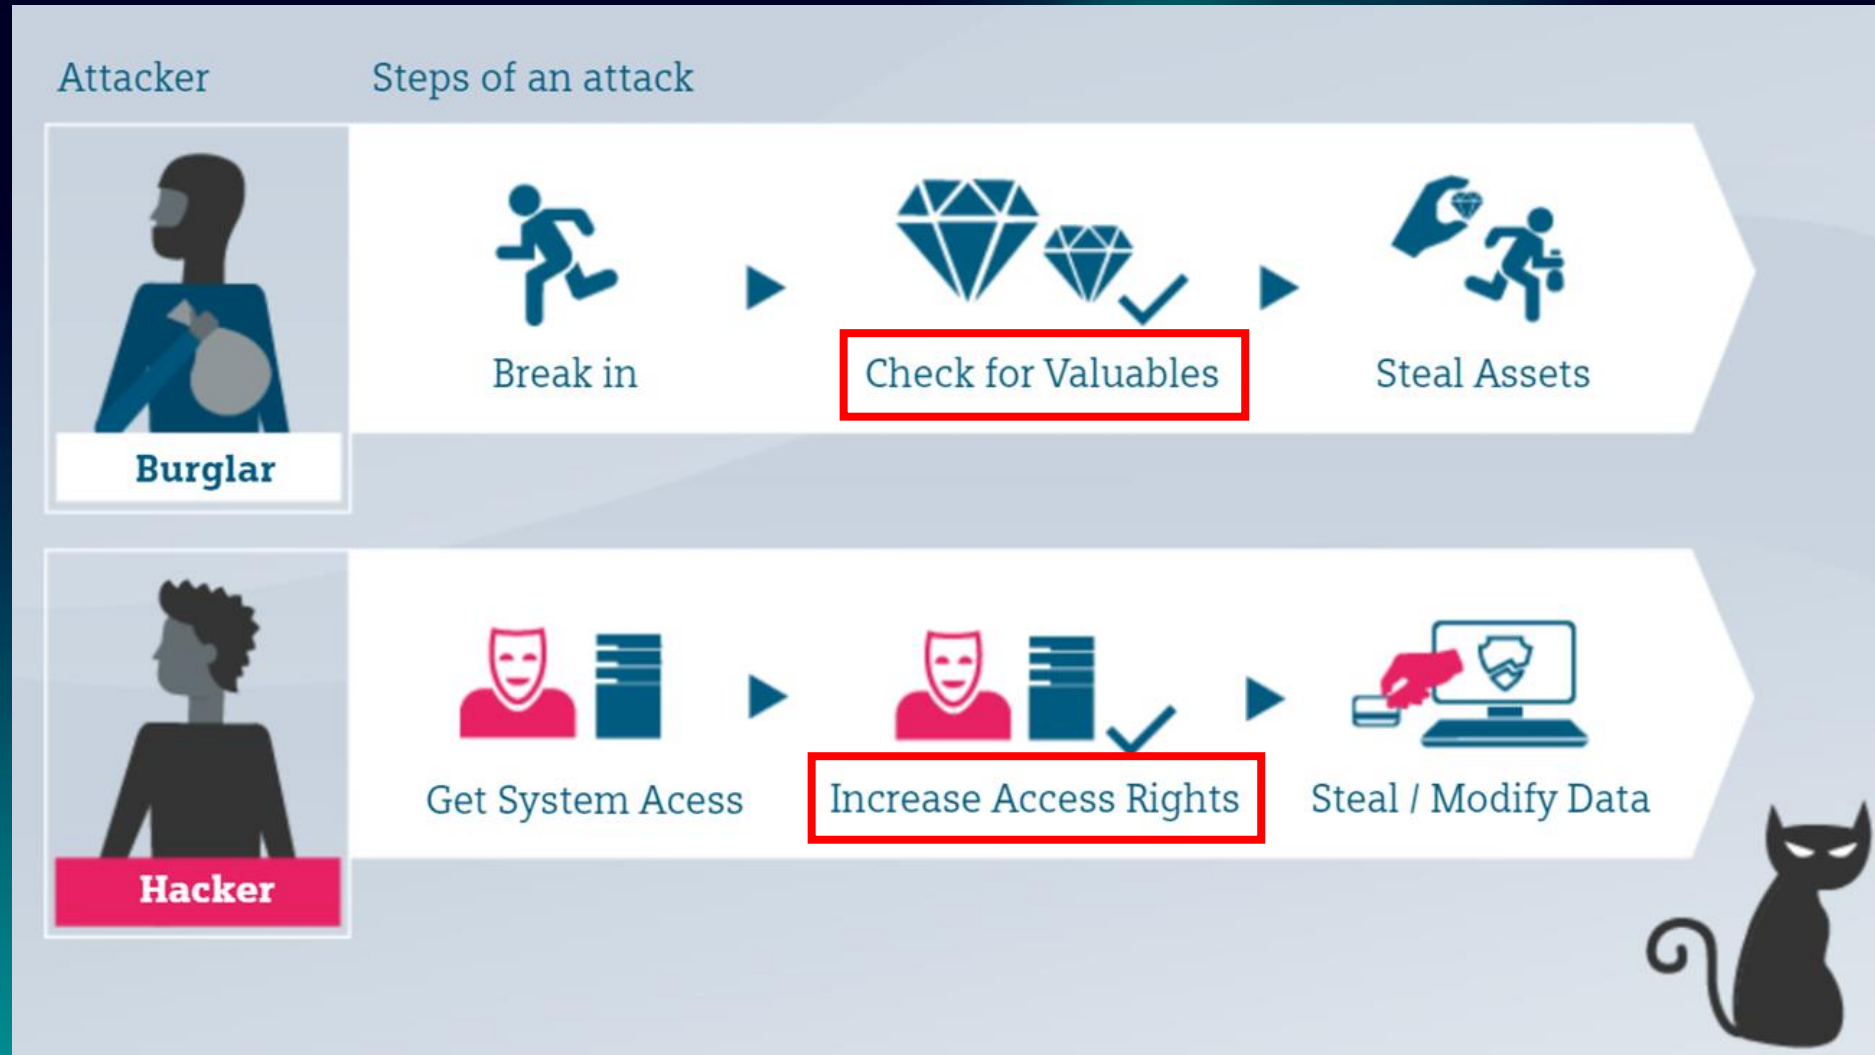 Attacker
Steps of an attack
Break in
Check for Valuables
Steal Assets
Burglar
Get System Acess
Increase Access Rights
Steal / Modify Data
Hacker